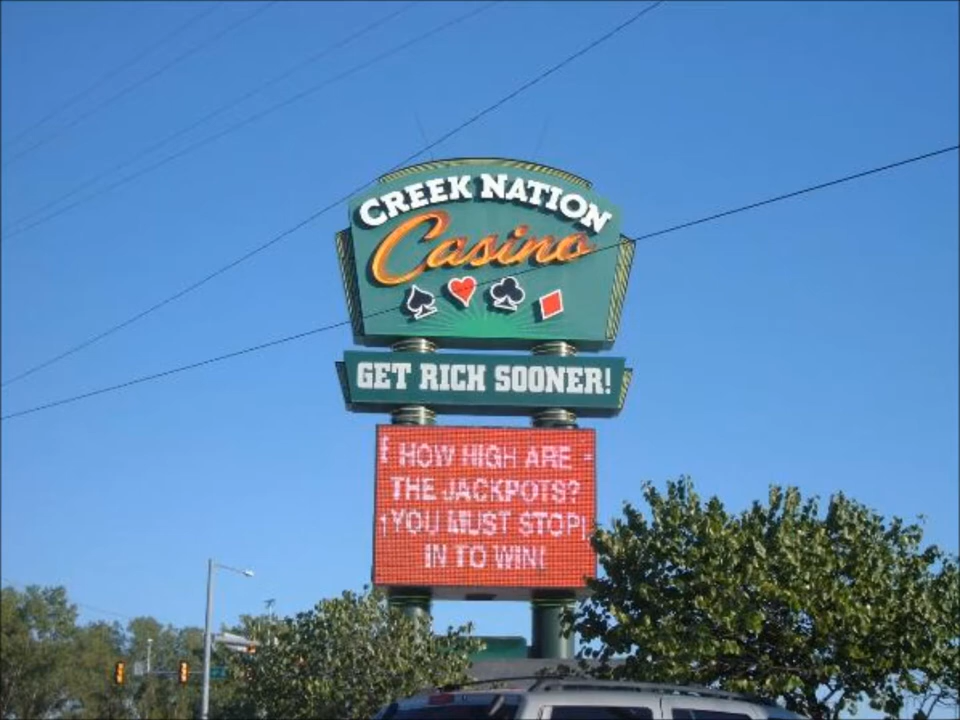 CREEK NATION
Casino
GET RICH SOONER!
HOW HIGH ARE
THE JACKPOTS?
YOU MUST STOP
IN TO WIN!